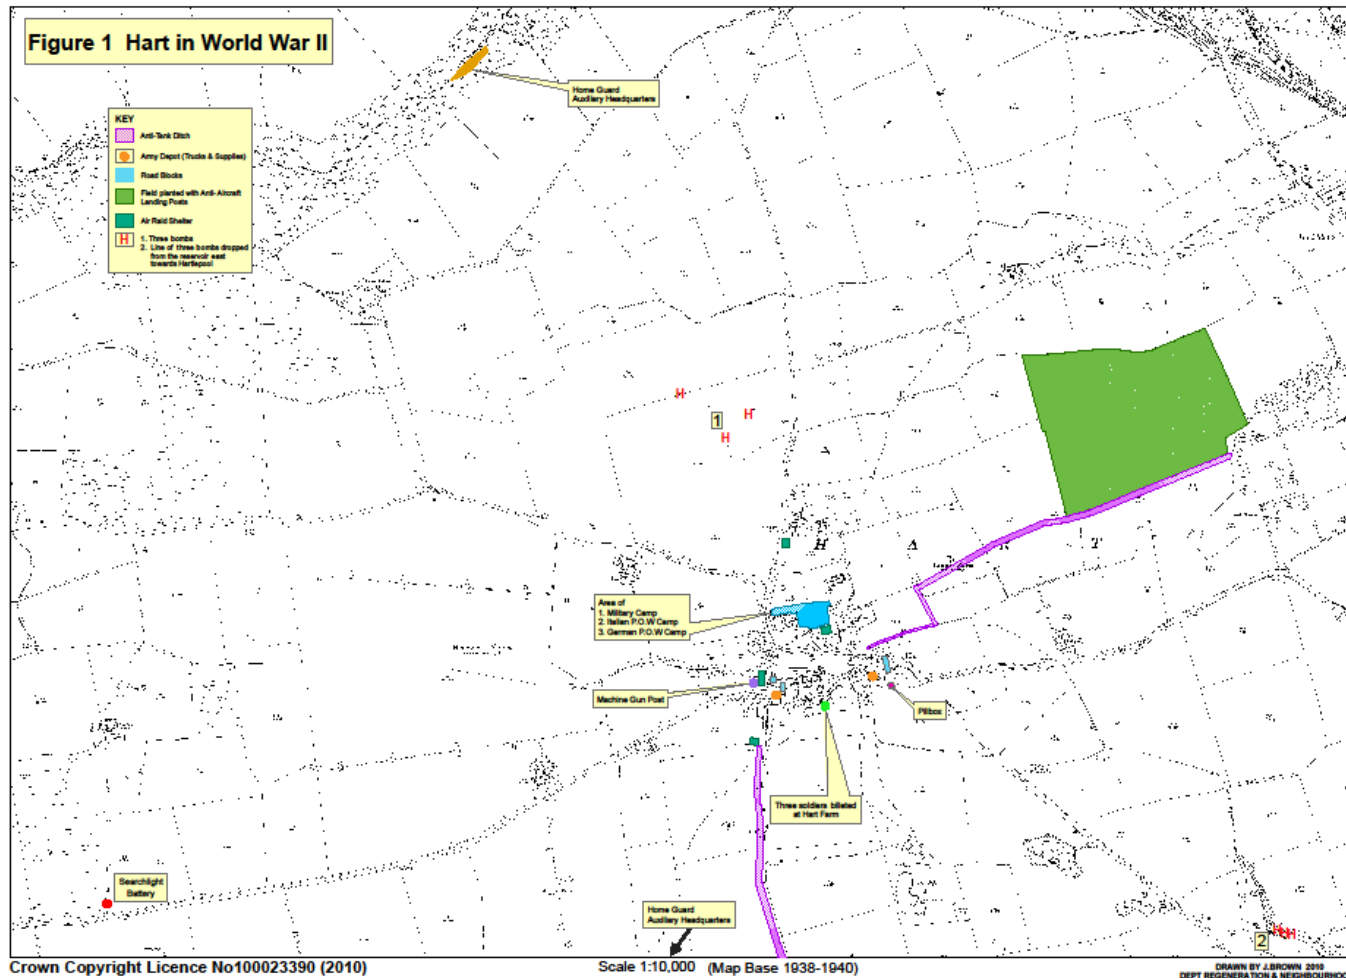 Figure 1 Hart in World War II
Home Guard
Auxiliary Headquarters
KEY
Anti-Tank Ditch
Army Depot (Trucks & Supplies)
Road Blocks
Field planted with Anti- Aircraft
Landing Posts
Air Raid Shelter
H
1. Three bombs
2. Line of three bombs dropped
from the reservoir east
towards Hartlepool
H
H
1
H
H A R T
Area of
1. Military Camp
2. Italian P.O.W Camp
3. German P.O.W Camp
Machine Gun Post
Pillbox
Three soldiers billeted
at Hart Farm
Searchlight
Battery
Home Guard
Auxiliary Headquarters
HHH
2
Crown Copyright Licence No100023390 (2010)
Scale 1:10,000 (Map Base 1938-1940)
DRAWN BY J.BROWN 2010
DEPT REGENERATION & NEIGHBOURHOO